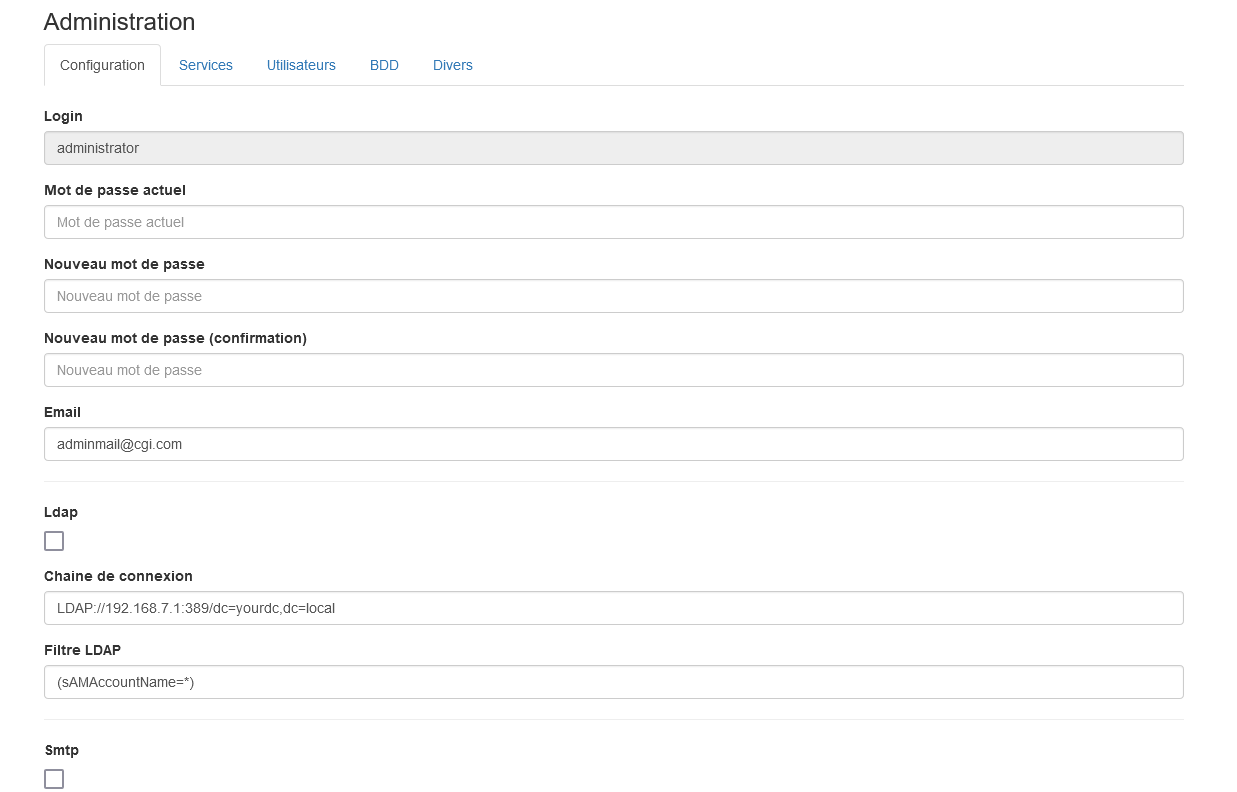 Administration
Configuration Services Utilisateurs BDD Divers
Login
administrator
Mot de passe actuel
Mot de passe actuel
Nouveau mot de passe
Nouveau mot de passe
Nouveau mot de passe (confirmation)
Nouveau mot de passe
Email
adminmail@cgi.com
Ldap
Chaine de connexion
LDAP://192.168.7.1:389/dc=yourdc,dc=local
Filtre LDAP
(sAMAccountName=*)
Smtp